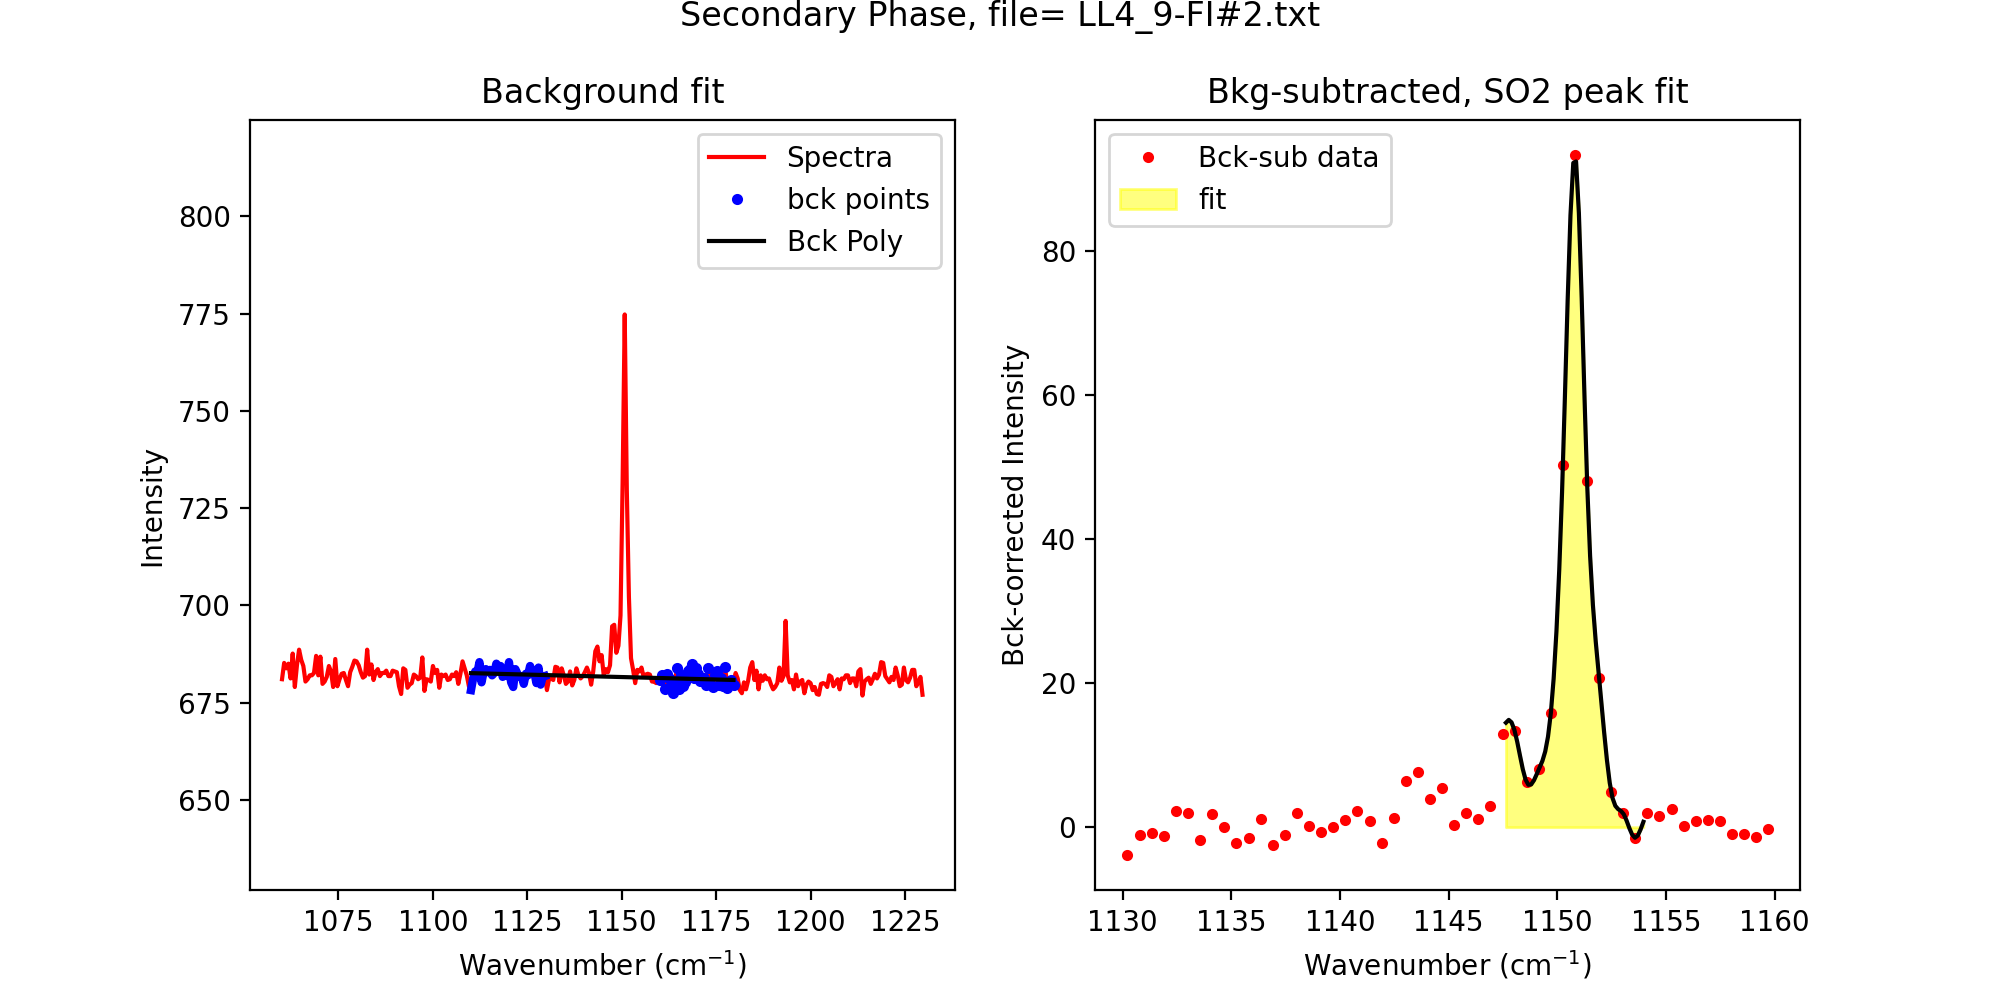 Secondary Phase, file= LL4_9-FI#2.txt
Background fit
Spectra
bck points
Bck Poly
Intensity
800
775
750
725
700
675
650
1075 1100 1125 1150 1175 1200 1225
Wavenumber (cm⁻¹)
Bkg-subtracted, SO2 peak fit
Bck-sub data
fit
Bck-corrected Intensity
80
60
40
20
0
1130 1135 1140 1145 1150 1155 1160
Wavenumber (cm⁻¹)